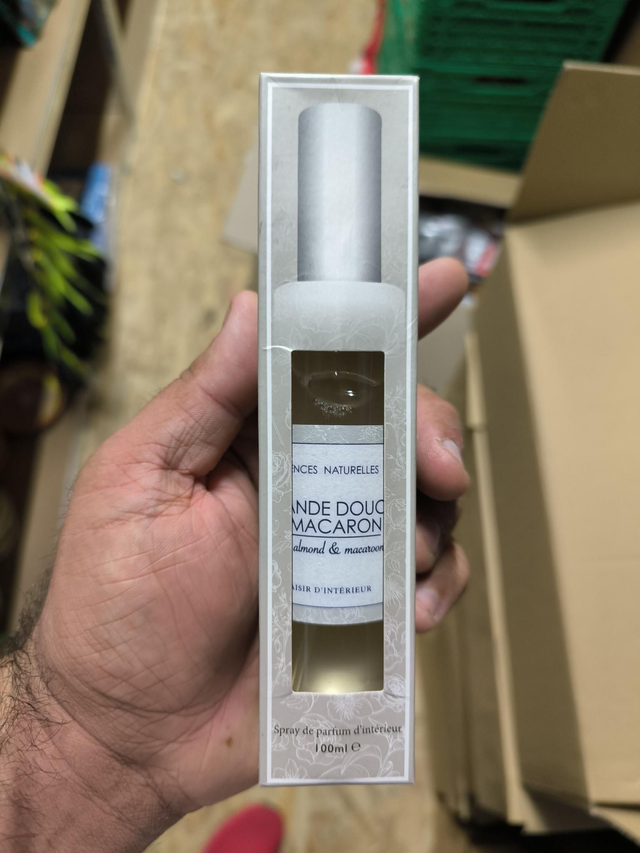 ENCES NATURELLES
ANDE DOUC
MACARON
almond & macaroon
AISIR D'INTÉRIEUR
Spray de parfum d'intérieur
100ml ℮